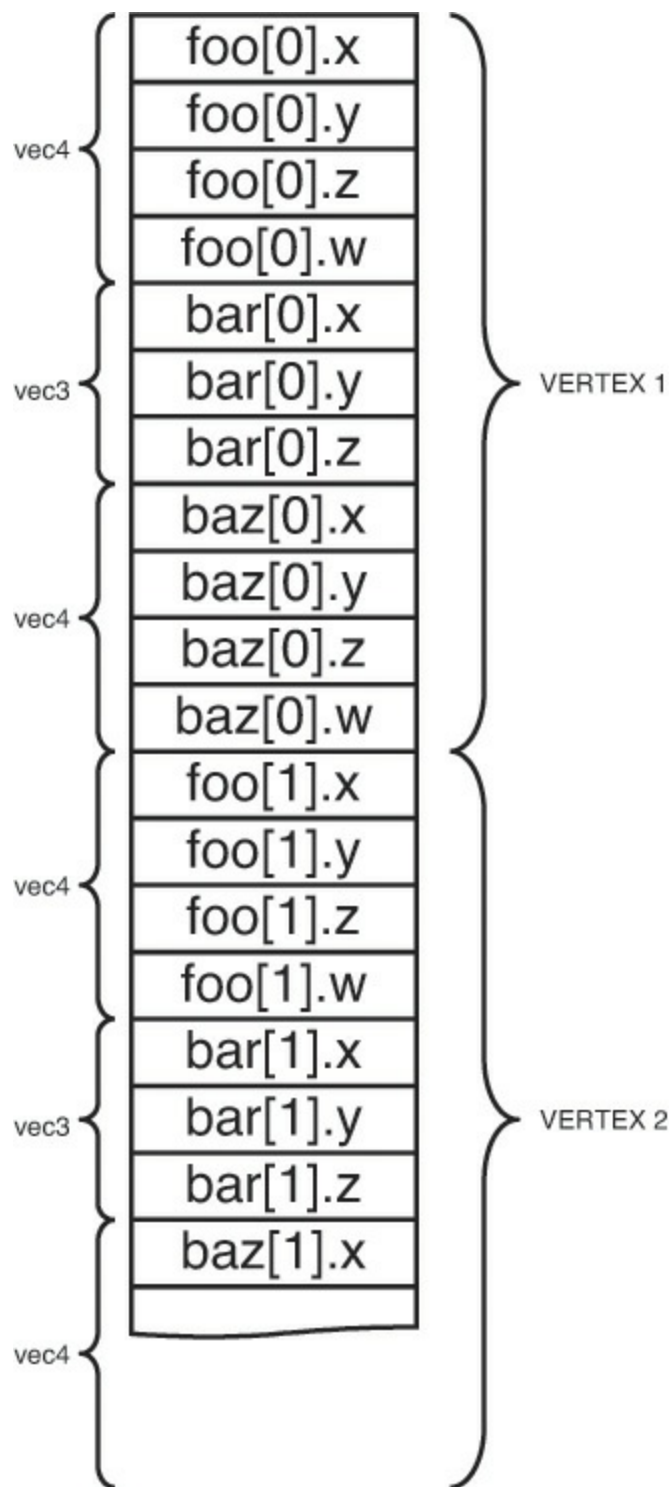 foo[0].x
foo[0].y
vec4
foo[0].z
foo[0].w
bar[0].x
vec3
bar[0].y
VERTEX 1
bar[0].z
baz[0].x
baz[0].y
vec4
baz[0].z
baz[0].w
foo[1].x
foo[1].y
vec4
foo[1].z
foo[1].w
bar[1].x
vec3
bar[1].y
VERTEX 2
bar[1].z
baz[1].x
vec4